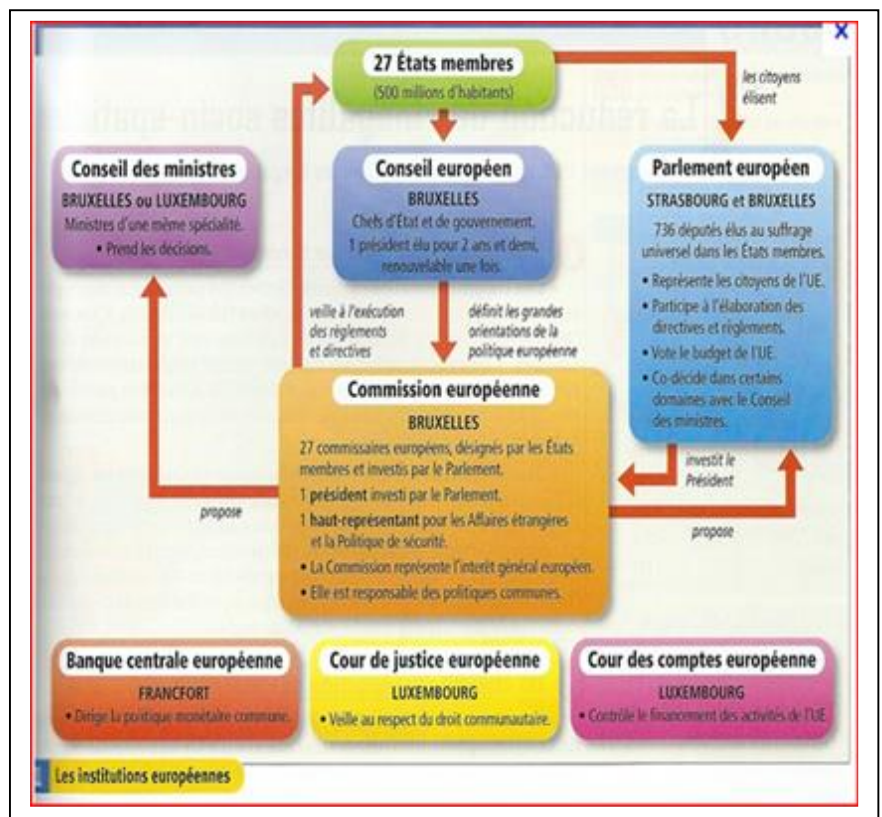 X
27 États membres
(500 millions d'habitants)
les citoyens
élisent
Conseil des ministres
BRUXELLES ou LUXEMBOURG
Ministres d'une même spécialité.
• Prend les décisions.
Conseil européen
BRUXELLES
Chefs d'État et de gouvernement.
1 président élu pour 2 ans et demi,
renouvelable une fois.
Parlement européen
STRASBOURG et BRUXELLES
736 députés élus au suffrage
universel dans les États membres.
• Représente les citoyens de l'UE.
• Participe à l'élaboration des
directives et règlements.
• Vote le budget de l'UE.
• Co-décide dans certains
domaines avec le Conseil
des ministres.
veille à l'exécution
des règlements
et directives
définit les grandes
orientations de la
politique européenne
Commission européenne
BRUXELLES
27 commissaires européens, désignés par les États
membres et investis par le Parlement.
1 président investi par le Parlement.
1 haut-représentant pour les Affaires étrangères
et la Politique de sécurité.
• La Commission représente l'intérêt général européen.
• Elle est responsable des politiques communes.
investit le
Président
propose
propose
Banque centrale européenne
FRANCFORT
• Dirige la politique monétaire commune.
Cour de justice européenne
LUXEMBOURG
• Veille au respect du droit communautaire.
Cour des comptes européenne
LUXEMBOURG
• Contrôle le financement des activités de l'UE
Les institutions européennes